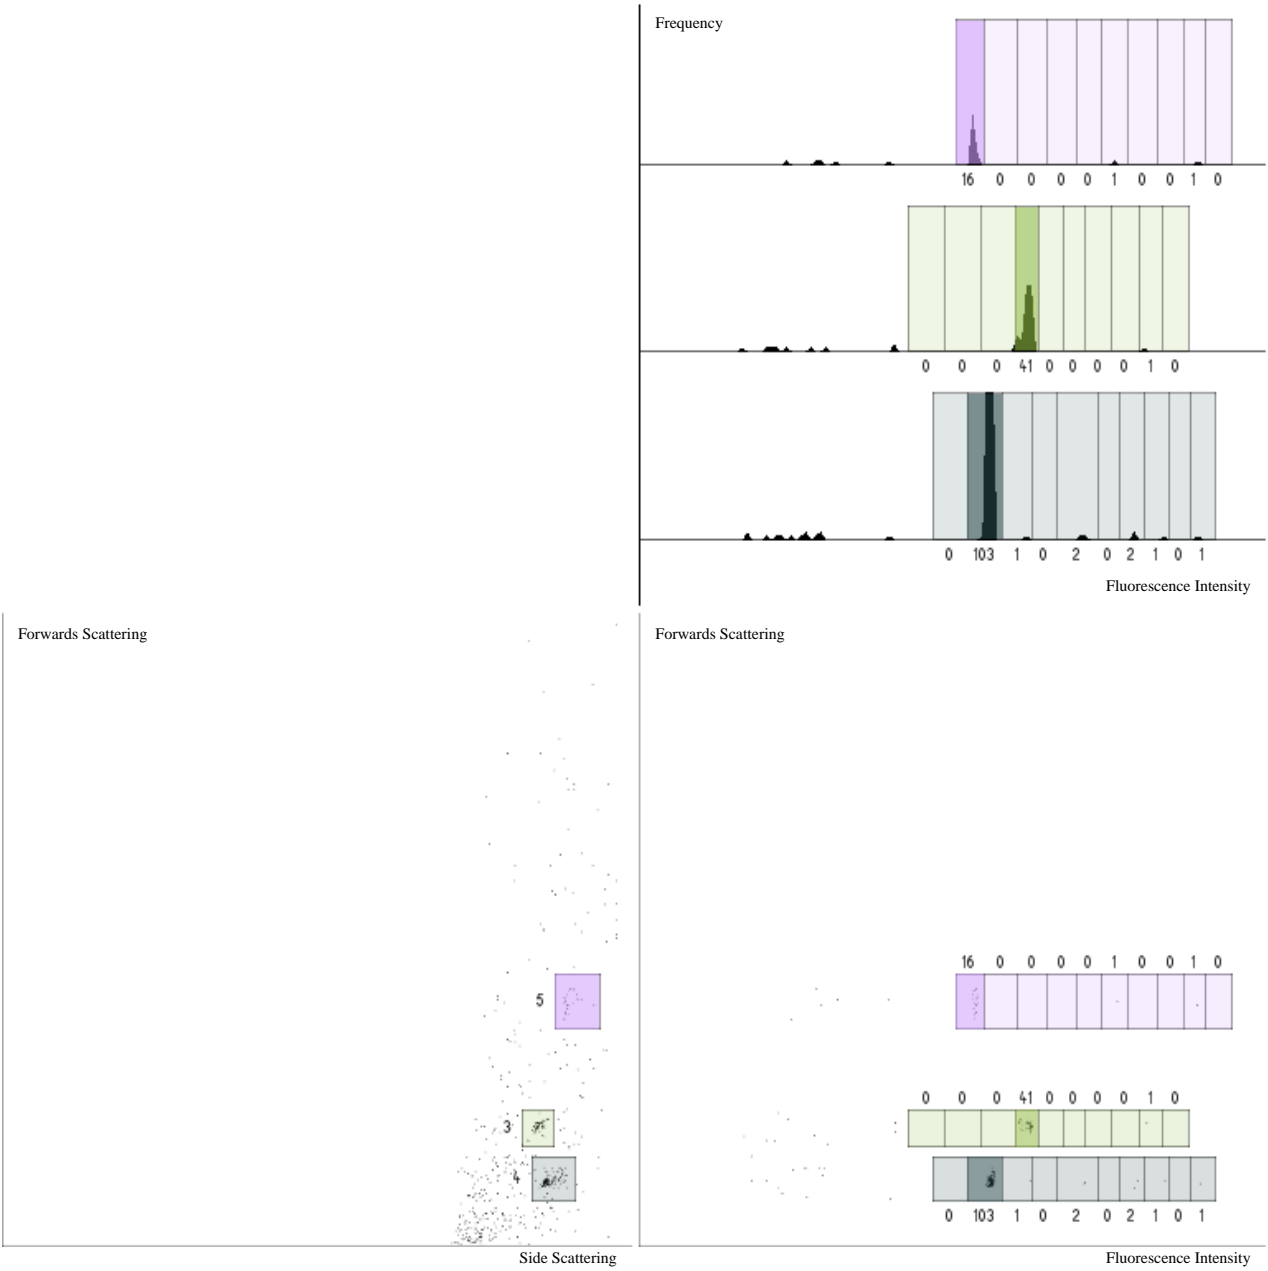 Frequency
16 0 0 0 0 1 0 0 1 0
0 0 0 41 0 0 0 0 1 0
0 103 1 0 2 0 2 1 0 1
Fluorescence Intensity
Forwards Scattering
5
3
4
Side Scattering
Forwards Scattering
16 0 0 0 0 1 0 0 1 0
0 0 0 41 0 0 0 0 1 0
0 103 1 0 2 0 2 1 0 1
Fluorescence Intensity